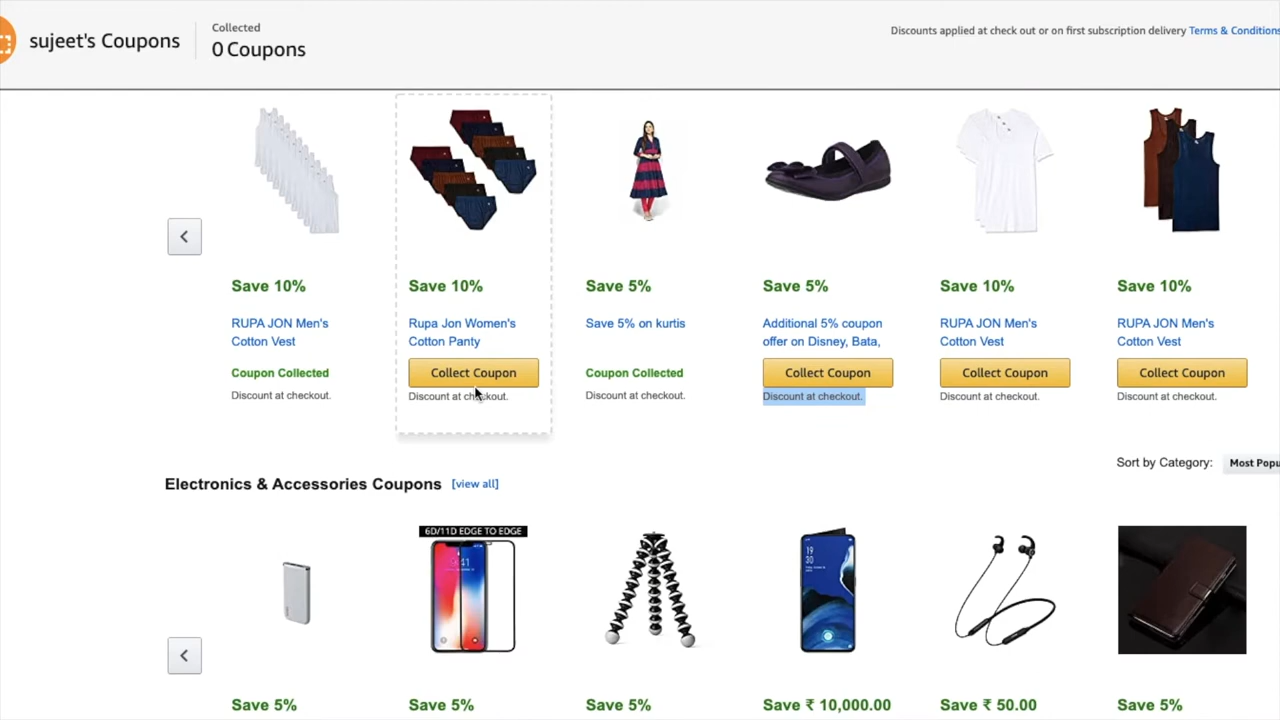 sujeet's Coupons
Collected
0 Coupons
Discounts applied at check out or on first subscription delivery Terms & Conditions
Save 10%
RUPA JON Men's
Cotton Vest
Coupon Collected
Discount at checkout.
Save 10%
Rupa Jon Women's
Cotton Panty
Collect Coupon
Discount at checkout.
Save 5%
Save 5% on kurtis
Coupon Collected
Discount at checkout.
Save 5%
Additional 5% coupon
offer on Disney, Bata,
Collect Coupon
Discount at checkout.
Save 10%
RUPA JON Men's
Cotton Vest
Collect Coupon
Discount at checkout.
Save 10%
RUPA JON Men's
Cotton Vest
Collect Coupon
Discount at checkout.
Sort by Category: Most Popu
Electronics & Accessories Coupons [view all]
6D/11D EDGE TO EDGE
19
30
Save 5%
Save 5%
Save 5%
Save ₹ 10,000.00
Save ₹ 50.00
Save 5%